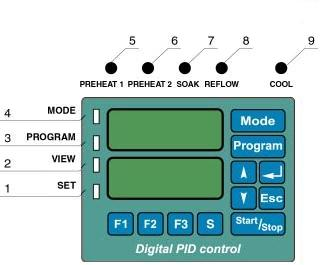 5 6 7 8 9
PREHEAT 1 PREHEAT 2 SOAK REFLOW COOL
4 MODE
3 PROGRAM
2 VIEW
1 SET
Mode
Program
Esc
F1 F2 F3 S Start/Stop
Digital PID control